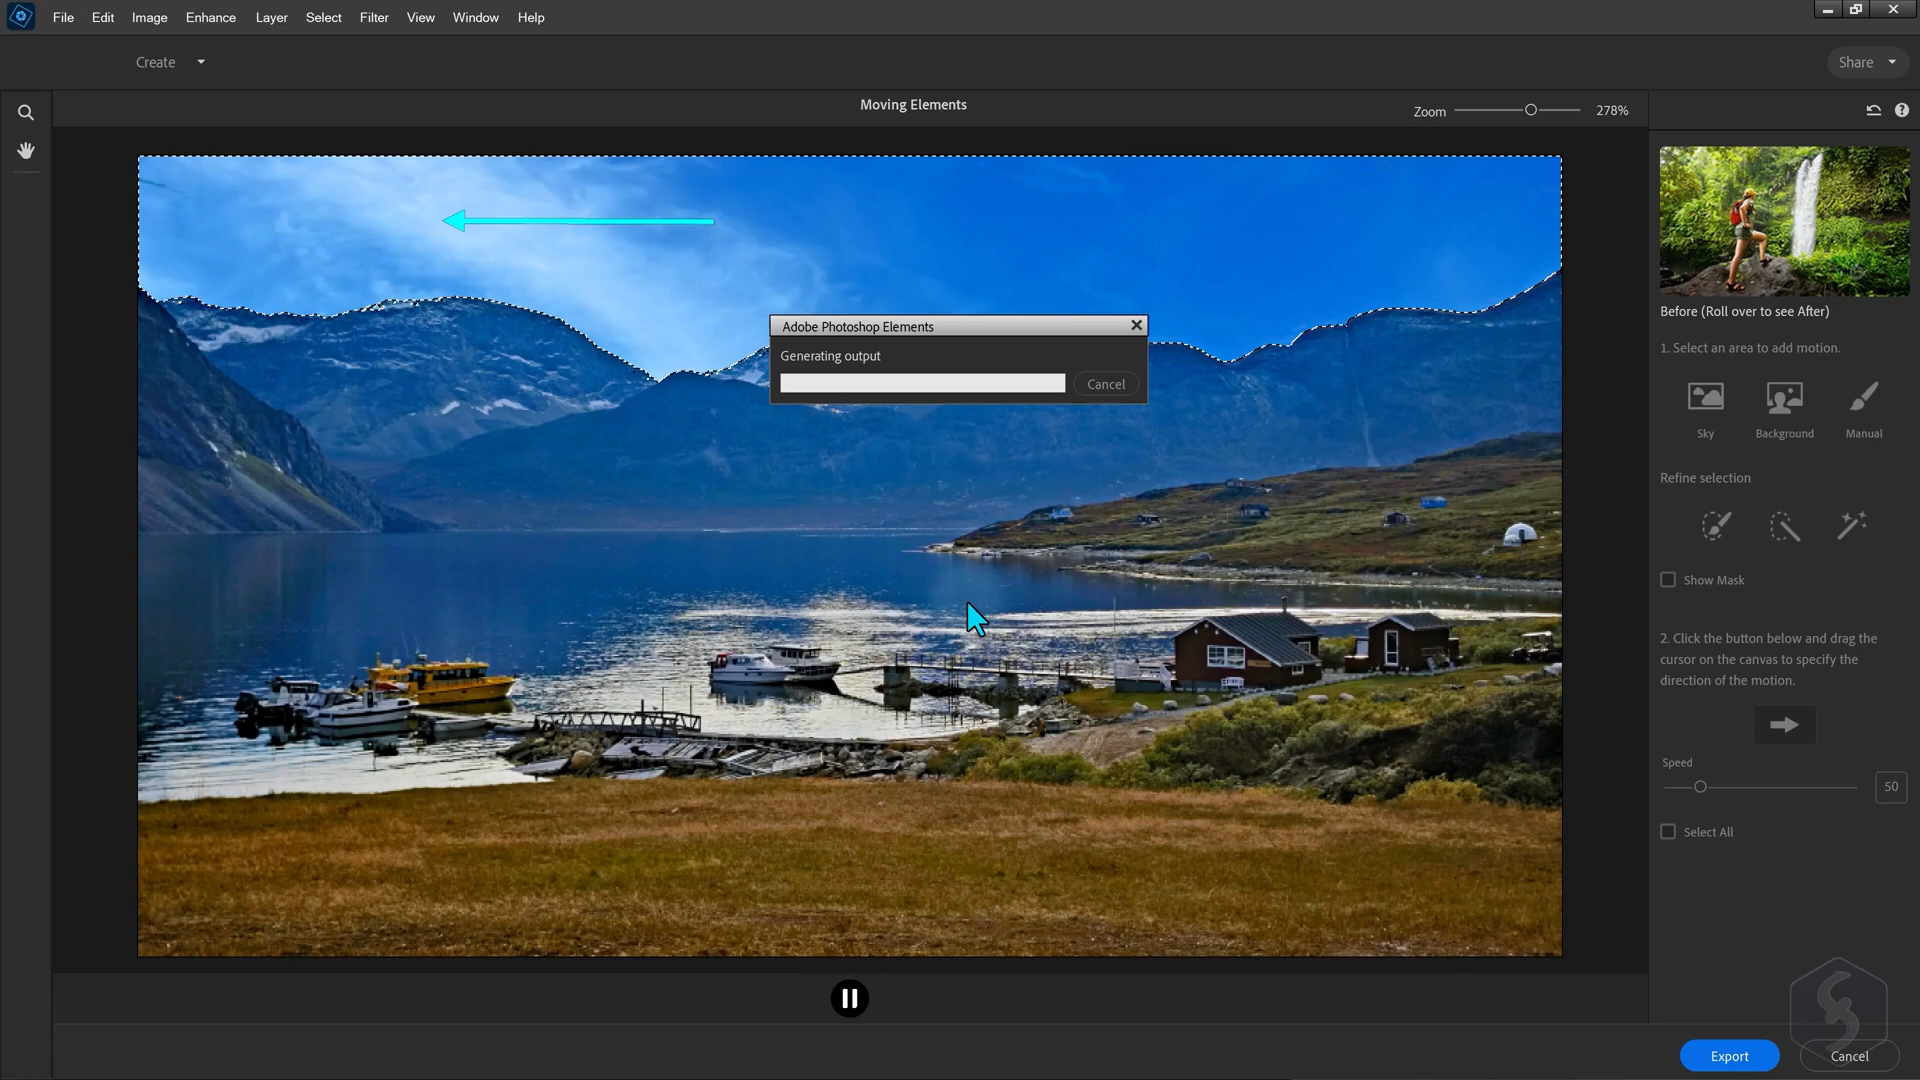 File Edit Image Enhance Layer Select Filter View Window Help
Create
Share
Moving Elements
Zoom 278%
Adobe Photoshop Elements
Generating output
Cancel
Before (Roll over to see After)
1. Select an area to add motion.
Sky Background Manual
Refine selection
Show Mask
2. Click the button below and drag the
cursor on the canvas to specify the
direction of the motion.
Speed
50
Select All
Export Cancel